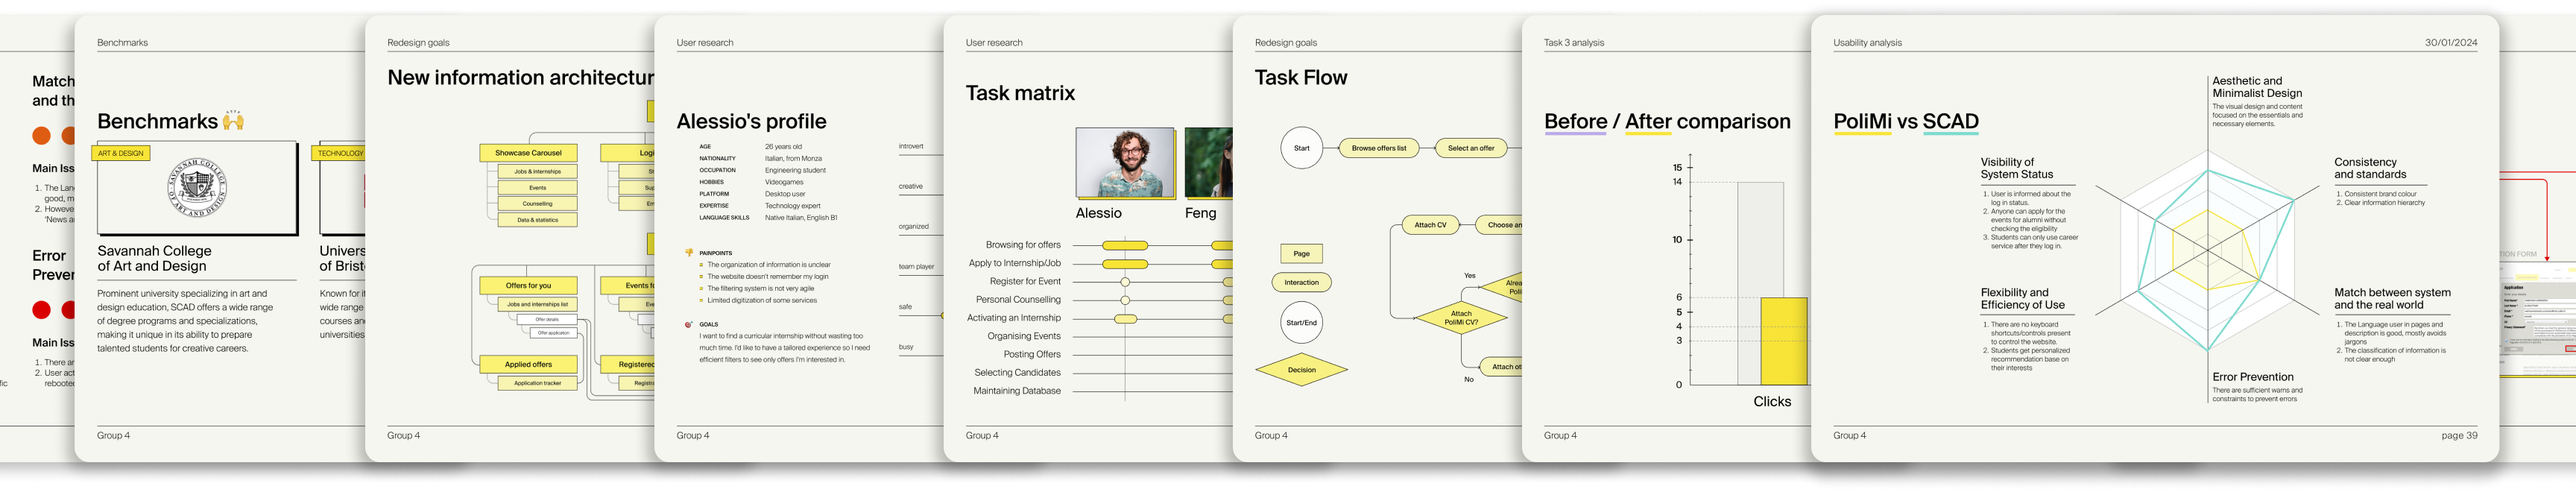 Match
and th
Main Iss
1. The Lan
good, m
2. Howeve
'News a
Error
Preven
Main Iss
1. There ar
2. User act
rebooted
fic
Benchmarks
Benchmarks
ART & DESIGN
SAVANNAH COLLEGE OF ART AND DESIGN
Savannah College
of Art and Design
Prominent university specializing in art and
design education, SCAD offers a wide range
of degree programs and specializations,
making it unique in its ability to prepare
talented students for creative careers.
TECHNOLOGY
Univers
of Brist
Known for it
wide range
courses an
universities
Group 4
Redesign goals
New information architectur
Showcase Carousel
Jobs & internships
Events
Counselling
Data & statistics
Logi
St
Sup
Em
Offers for you
Jobs and internships list
Offer details
Offer application
Events fo
Eve
Applied offers
Application tracker
Registered
Registra
Group 4
User research
Alessio's profile
AGE 26 years old
NATIONALITY Italian, from Monza
OCCUPATION Engineering student
HOBBIES Videogames
PLATFORM Desktop user
EXPERTISE Technology expert
LANGUAGE SKILLS Native Italian, English B1
PAINPOINTS
The organization of information is unclear
The website doesn't remember my login
The filtering system is not very agile
Limited digitization of some services
GOALS
I want to find a curricular internship without wasting too
much time. I'd like to have a tailored experience so I need
efficient filters to see only offers I'm interested in.
introvert
creative
organized
team player
safe
busy
Group 4
User research
Task matrix
Alessio
Feng
Browsing for offers
Apply to Internship/Job
Register for Event
Personal Counselling
Activating an Internship
Organising Events
Posting Offers
Selecting Candidates
Maintaining Database
Group 4
Redesign goals
Task Flow
Start
Browse offers list
Select an offer
Attach CV
Choose an
Page
Interaction
Start/End
Decision
Yes
Alrea
Poli
Attach
PoliMi CV?
No
Attach ot
Group 4
Task 3 analysis
Before / After comparison
15
14
10
6
5
4
3
0
Clicks
Group 4
Usability analysis
30/01/2024
PoliMi vs SCAD
Aesthetic and
Minimalist Design
The visual design and content
focused on the essentials and
necessary elements.
Visibility of
System Status
1. User is informed about the
log in status.
2. Anyone can apply for the
events for alumni without
checking the eligibility
3. Students can only use career
service after they log in.
Consistency
and standards
1. Consistent brand colour
2. Clear information hierarchy
Flexibility and
Efficiency of Use
1. There are no keyboard
shortcuts/controls present
to control the website.
2. Students get personalized
recommendation base on
their interests
Match between system
and the real world
1. The Language user in pages and
description is good, mostly avoids
jargons
2. The classification of information is
not clear enough
Error Prevention
There are sufficient warns and
constraints to prevent errors
Group 4
page 39
TION FORM
Application